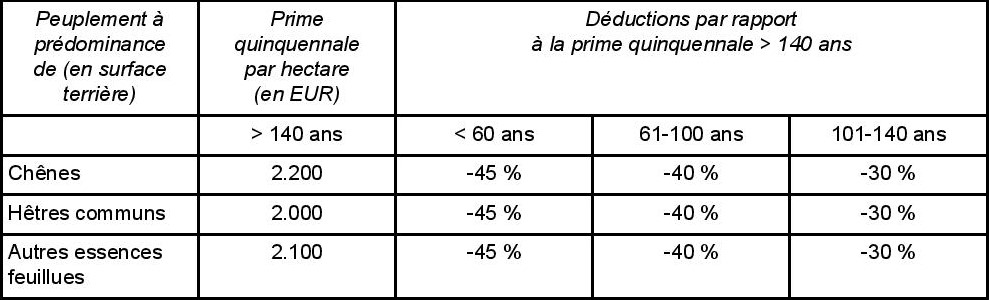 Peuplement à
prédominance
de (en surface
terrière)
Prime
quinquennale
par hectare
(en EUR)
Déductions par rapport
à la prime quinquennale > 140 ans
> 140 ans
< 60 ans
61-100 ans
101-140 ans
Chênes
2.200
-45 %
-40 %
-30 %
Hêtres communs
2.000
-45 %
-40 %
-30 %
Autres essences
feuillues
2.100
-45 %
-40 %
-30 %